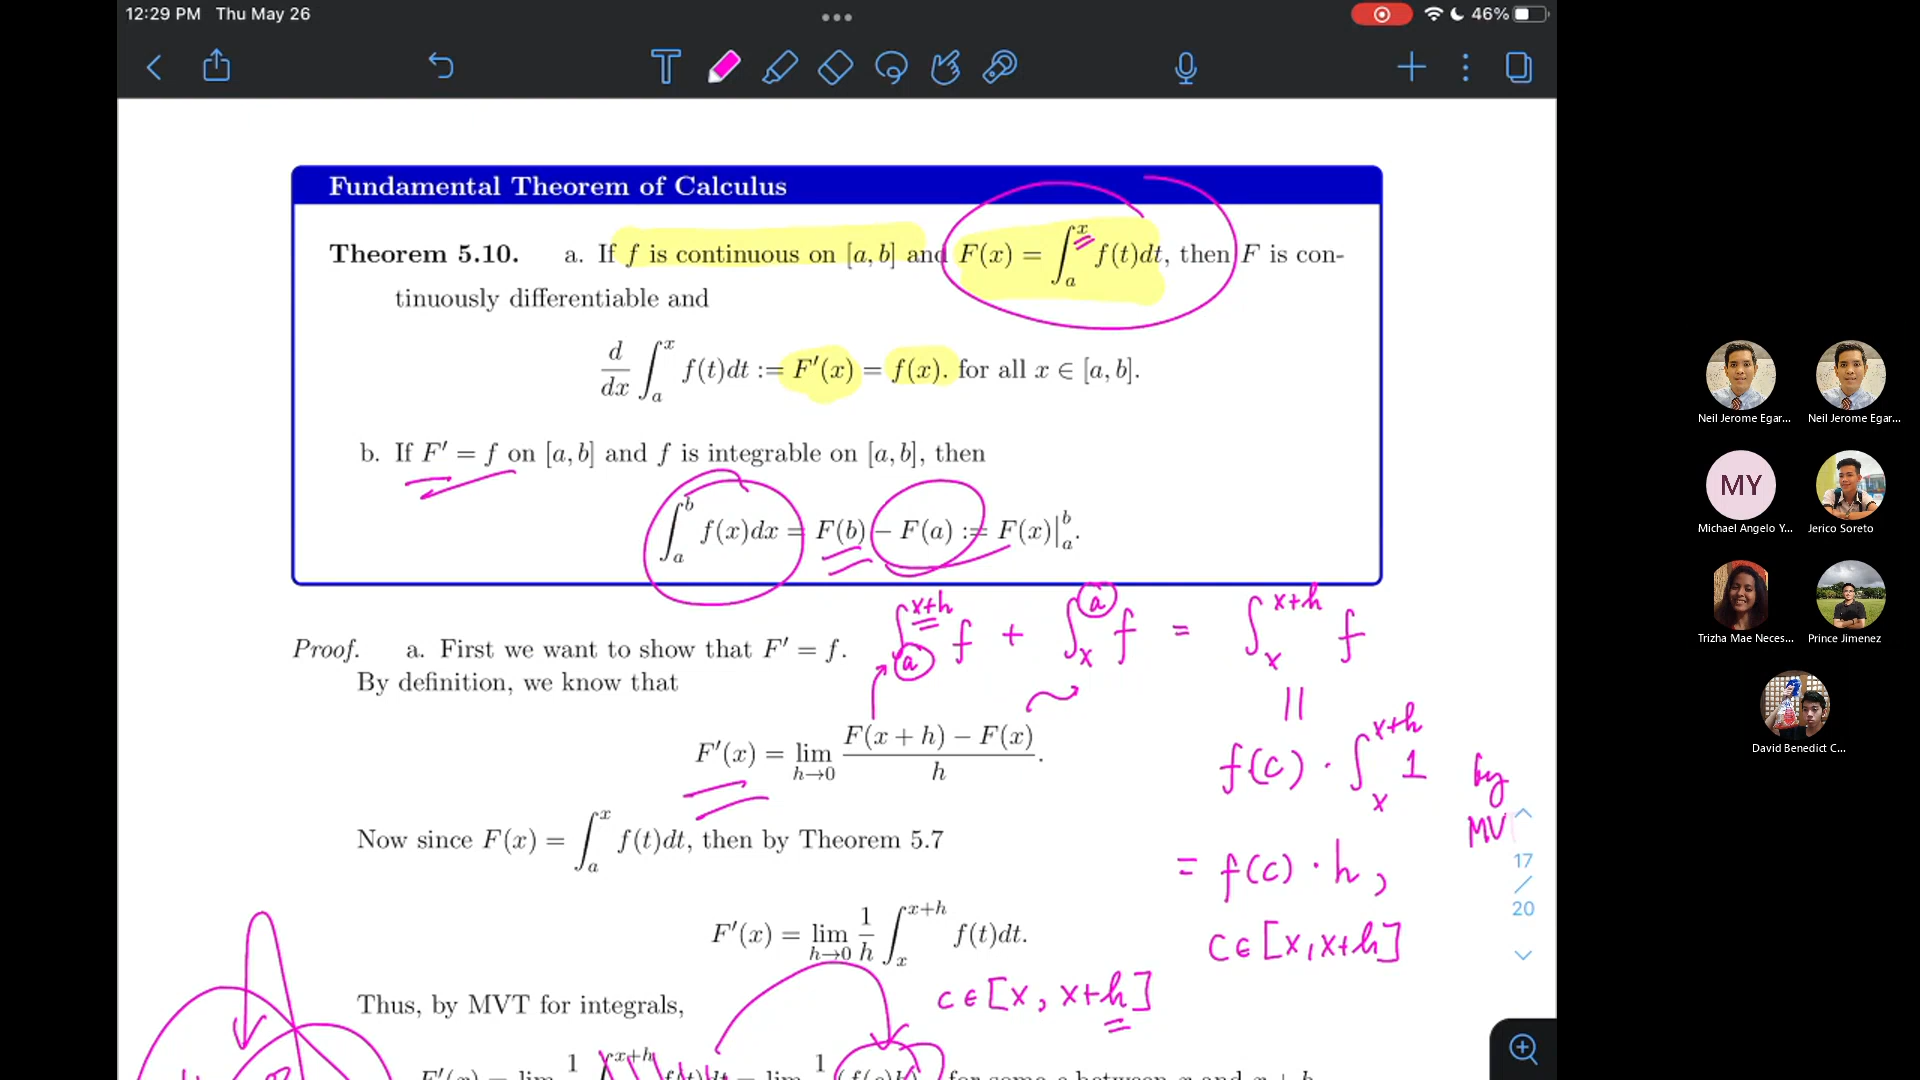 12:29 PM Thu May 26
46%
Fundamental Theorem of Calculus
Theorem 5.10. a. If f is continuous on [a, b] and F(x) = ∫_a^x f(t)dt, then F is con-
tinuously differentiable and
d/dx ∫_a^x f(t)dt := F′(x) = f(x). for all x ∈ [a, b].
b. If F′ = f on [a, b] and f is integrable on [a, b], then
∫_a^b f(x)dx = F(b) − F(a) := F(x)|_a^b.
∫_a^{x+h} f + ∫_x^a f = ∫_x^{x+h} f
Proof. a. First we want to show that F′ = f.
By definition, we know that
F′(x) = lim_{h→0} (F(x + h) − F(x))/h.
|| 
f(c) · ∫_x^{x+h} 1 by
MV
Now since F(x) = ∫_a^x f(t)dt, then by Theorem 5.7
= f(c) · h,
c ∈ [x, x+h]
F′(x) = lim_{h→0} 1/h ∫_x^{x+h} f(t)dt.
Thus, by MVT for integrals,
c ∈ [x, x+h]
17
/
20
Neil Jerome Egar...
Neil Jerome Egar...
MY
Michael Angelo Y...
Jerico Soreto
Trizha Mae Neces...
Prince Jimenez
David Benedict C...